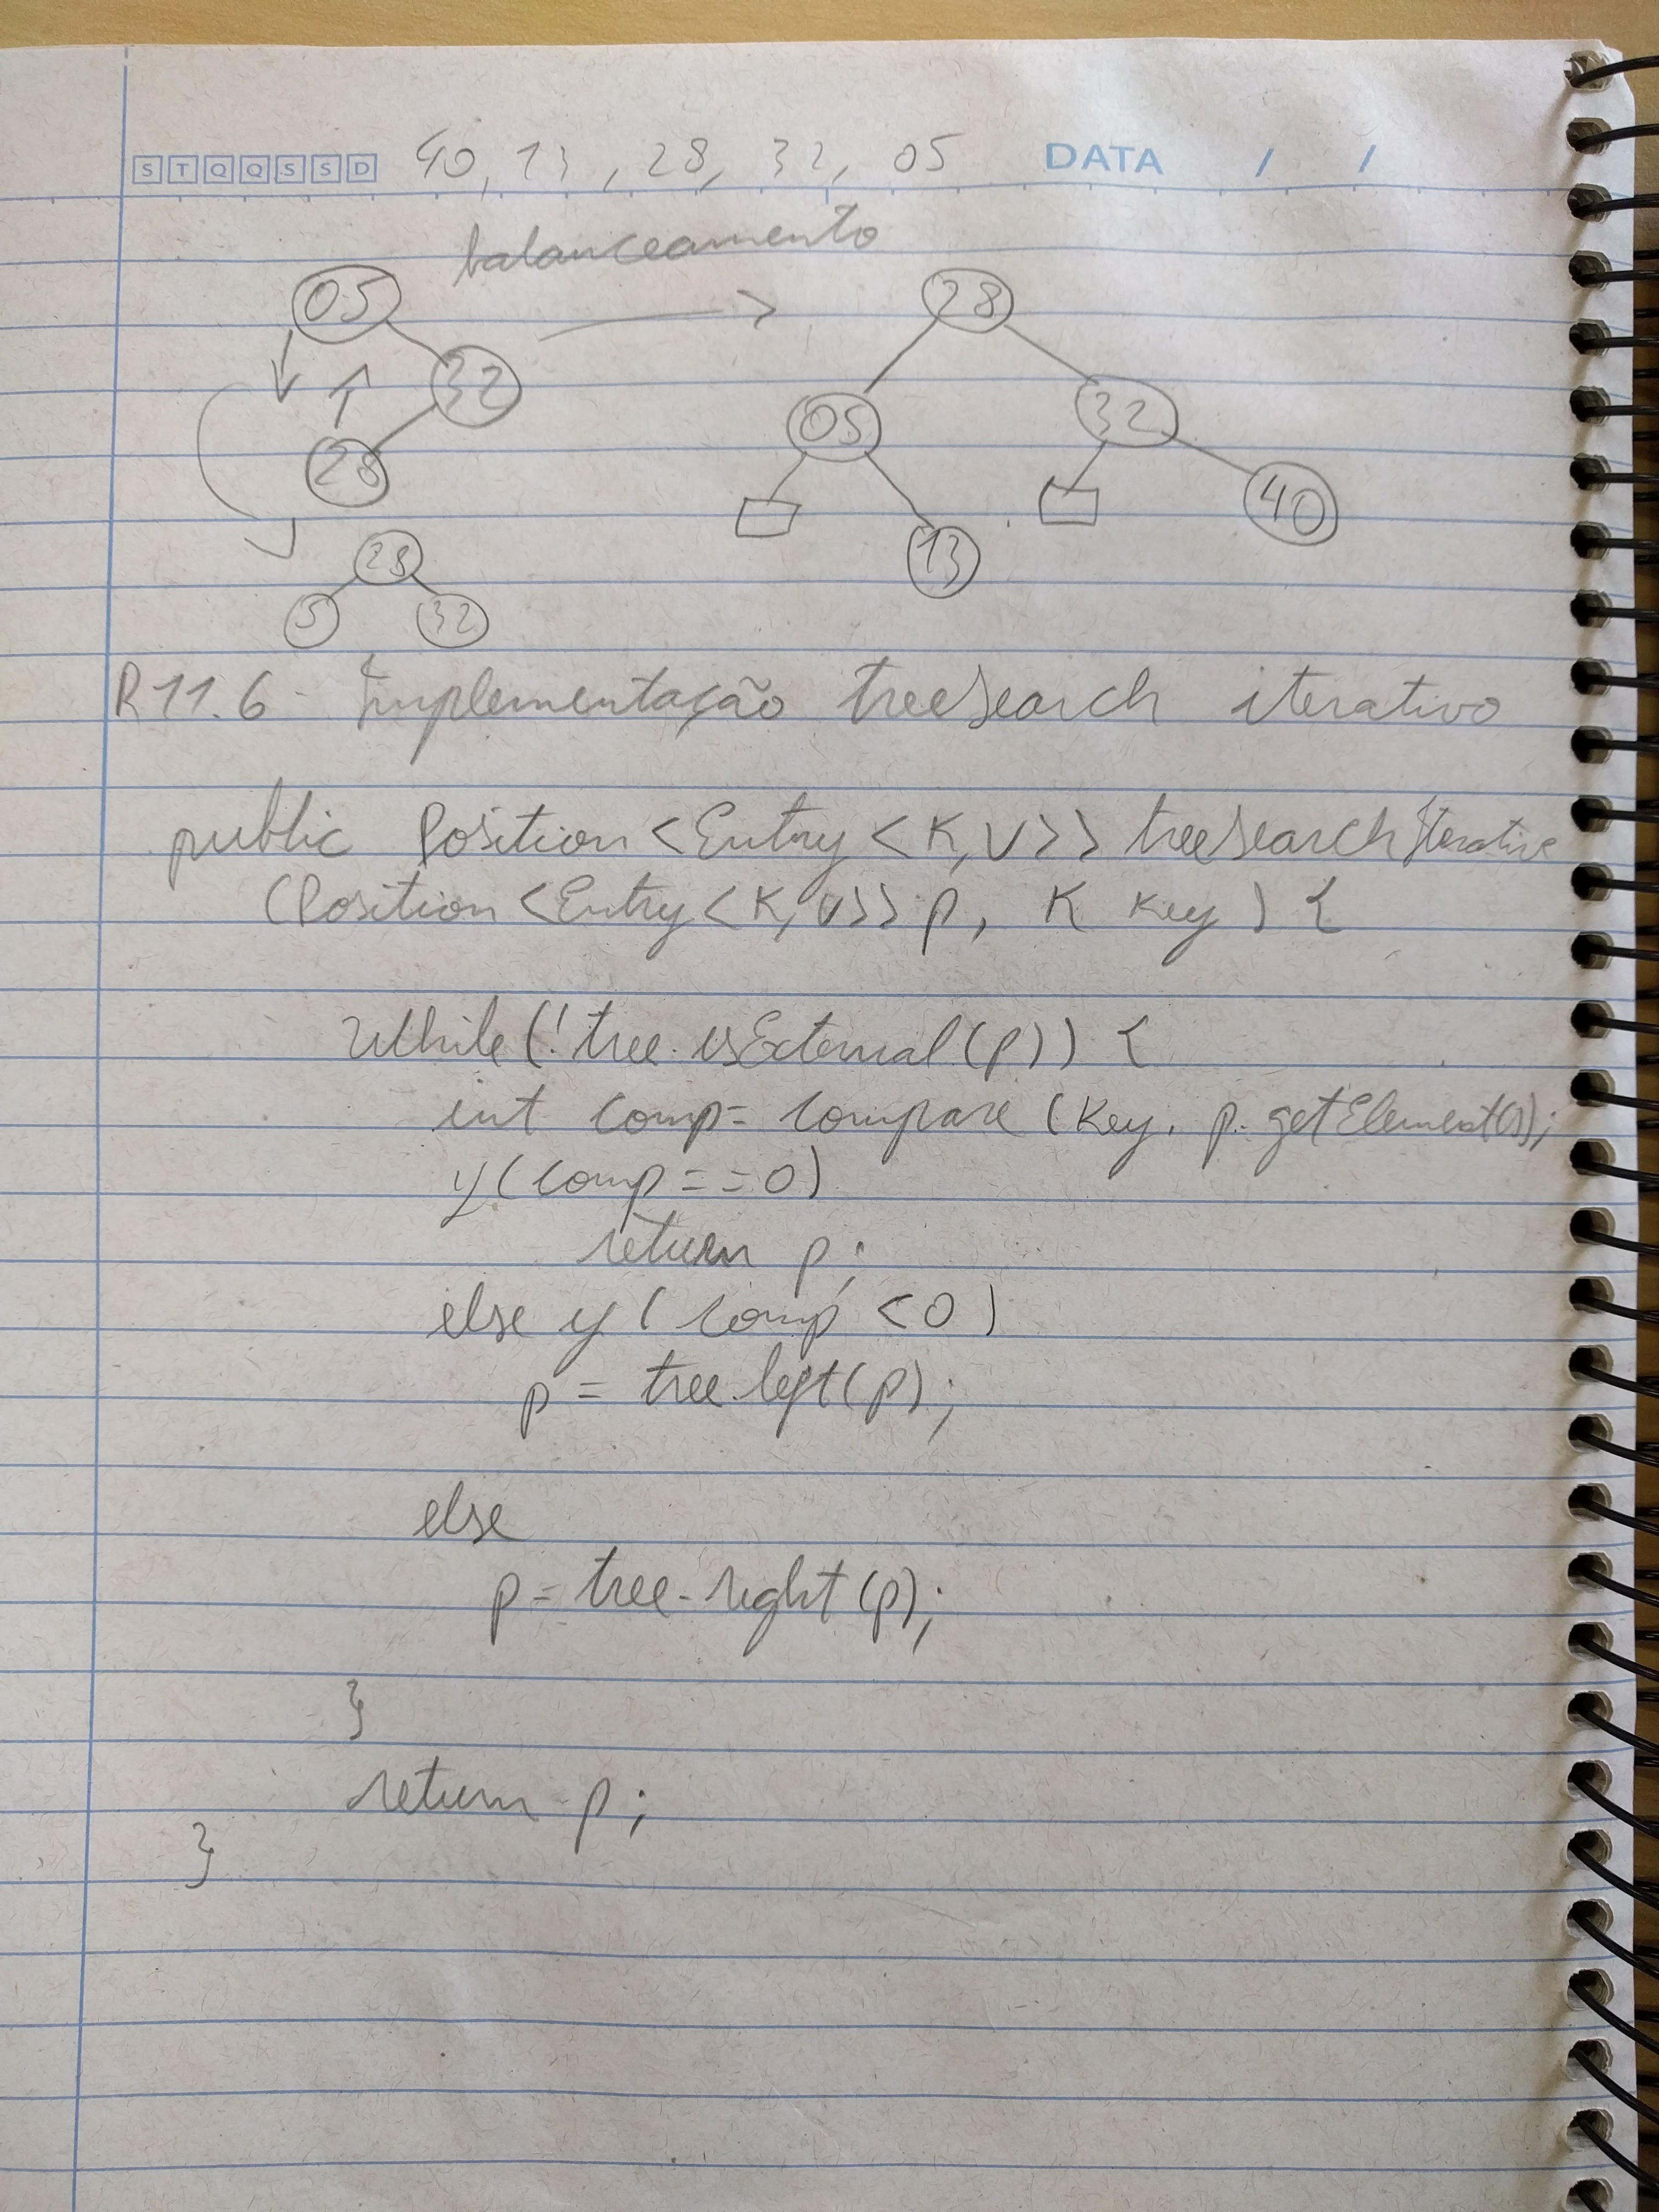 S T Q Q S S D 40, 13, 28, 32, 05 DATA / /
balanceamento
05
32
28
28
5 32
28
05 32
40
13
R11.6 - Implementação treeSearch iterativo
public Position <Entry <K,V>> treeSearchIterative
(Position <Entry <K,V>> p, K key) {
while(! tree.isExternal(p)) {
int comp = compare (key, p.getElement());
if (comp == 0)
return p;
else if ( comp < 0 )
p = tree.left(p);
else
p = tree.right(p);
}
return p;
}